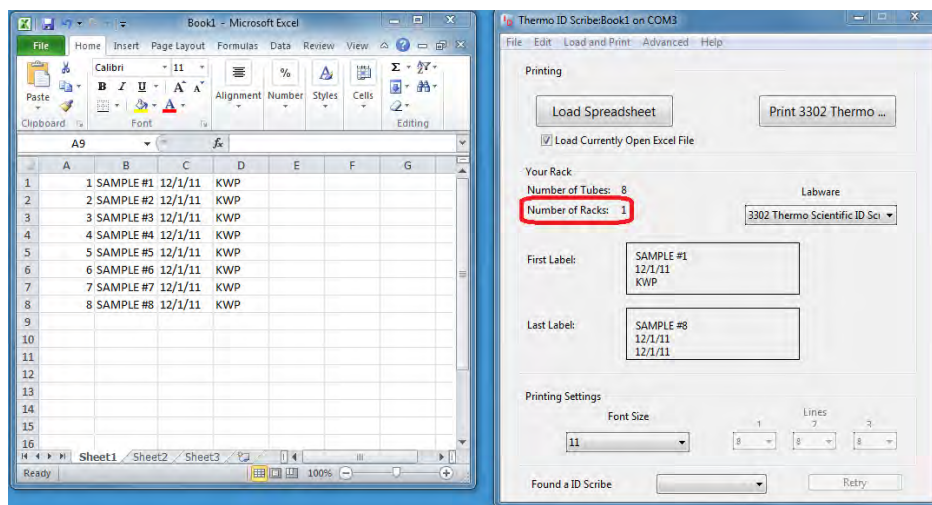 Book1 - Microsoft Excel
File Home Insert Page Layout Formulas Data Review View
Paste
Calibri 11
B I U A A
A
Alignment Number Styles Cells
%
Σ
Clipboard Font Editing
A9 fx
A B C D E F G
1 1 SAMPLE #1 12/1/11 KWP
2 2 SAMPLE #2 12/1/11 KWP
3 3 SAMPLE #3 12/1/11 KWP
4 4 SAMPLE #4 12/1/11 KWP
5 5 SAMPLE #5 12/1/11 KWP
6 6 SAMPLE #6 12/1/11 KWP
7 7 SAMPLE #7 12/1/11 KWP
8 8 SAMPLE #8 12/1/11 KWP
9
10
11
12
13
14
15
16
Sheet1 Sheet2 Sheet3
Ready 100%
Thermo ID Scribe:Book1 on COM3
File Edit Load and Print Advanced Help
Printing
Load Spreadsheet Print 3302 Thermo ...
Load Currently Open Excel File
Your Rack
Number of Tubes: 8
Labware
Number of Racks: 1
3302 Thermo Scientific ID Scr
First Label:
SAMPLE #1
12/1/11
KWP
Last Label:
SAMPLE #8
12/1/11
12/1/11
Printing Settings
Font Size
Lines
1 2 3
11
8 8 8
Found a ID Scribe
Retry